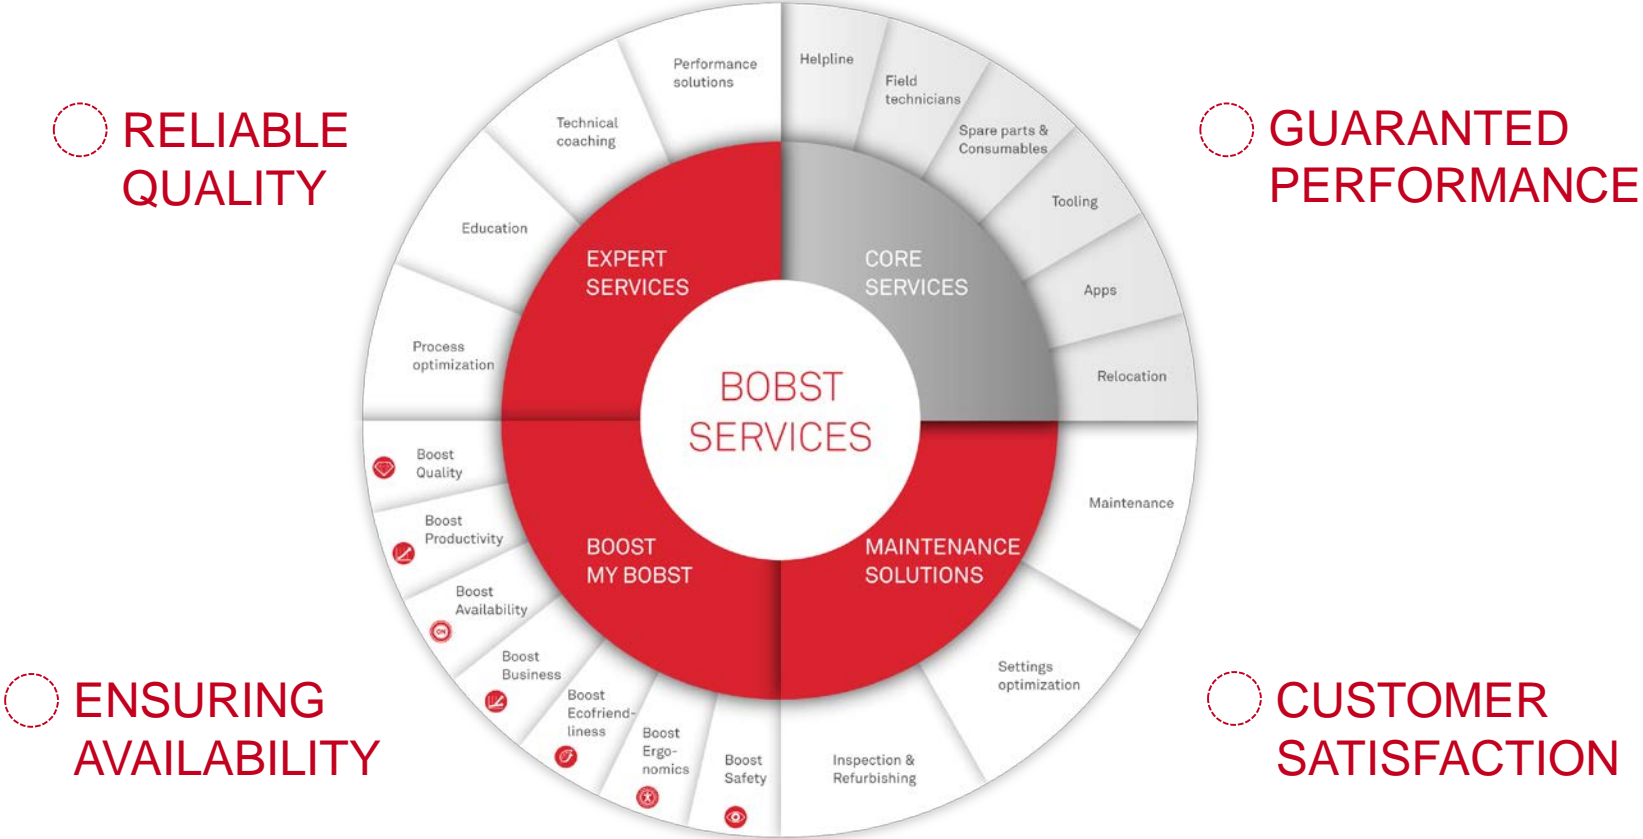 RELIABLE
QUALITY
GUARANTED
PERFORMANCE
ENSURING
AVAILABILITY
CUSTOMER
SATISFACTION
BOBST
SERVICES
EXPERT
SERVICES
CORE
SERVICES
BOOST
MY BOBST
MAINTENANCE
SOLUTIONS
Performance
solutions
Technical
coaching
Education
Process
optimization
Helpline
Field
technicians
Spare parts &
Consumables
Tooling
Apps
Relocation
Maintenance
Settings
optimization
Inspection &
Refurbishing
Boost
Quality
Boost
Productivity
Boost
Availability
ON
Boost
Business
Boost
Ecofriend-
liness
Boost
Ergo-
nomics
Boost
Safety